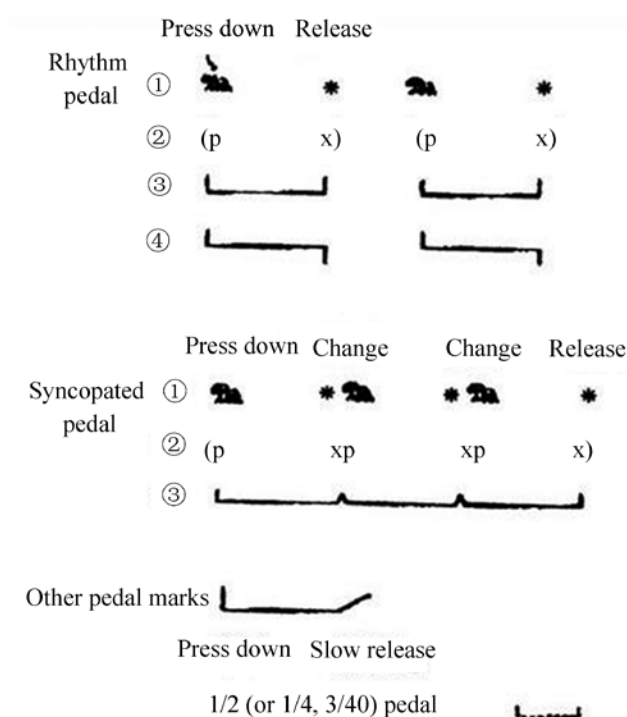 Press down Release
Rhythm pedal ① * *
② (p x) (p x)
③
④
Press down Change Change Release
Syncopated pedal ① * * *
② (p xp xp x)
③
Other pedal marks
Press down Slow release
1/2 (or 1/4, 3/40) pedal